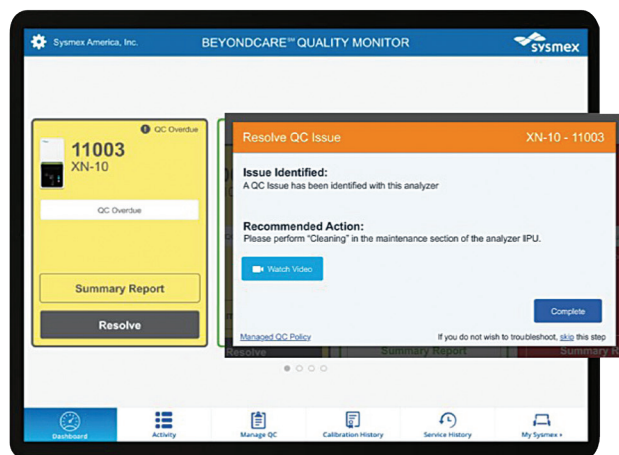 Sysmex America, Inc.
BEYONDCARE℠ QUALITY MONITOR
sysmex
QC Overdue
11003
XN-10
QC Overdue
Summary Report
Resolve
Resolve QC Issue
XN-10 - 11003
Issue Identified:
A QC Issue has been identified with this analyzer
Recommended Action:
Please perform "Cleaning" in the maintenance section of the analyzer IPU.
Watch Video
Complete
Managed QC Policy
If you do not wish to troubleshoot, skip this step
Resolve
Summary Report
Summary R
Dashboard
Activity
Manage QC
Calibration History
Service History
My Sysmex +